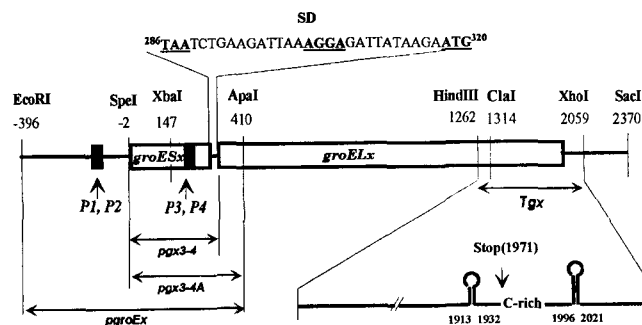 SD
286TAATCTGAAGATTAAAGGAGATTATAAGAATG320
EcoRI SpeI XbaI ApaI HindIII ClaI XhoI SacI
-396 -2 147 410 1262 1314 2059 2370
groESx groELx
P1, P2 P3, P4 Tgx
pgx3-4
pgx3-4A
pgroEx
Stop(1971)
C-rich
1913 1932 1996 2021